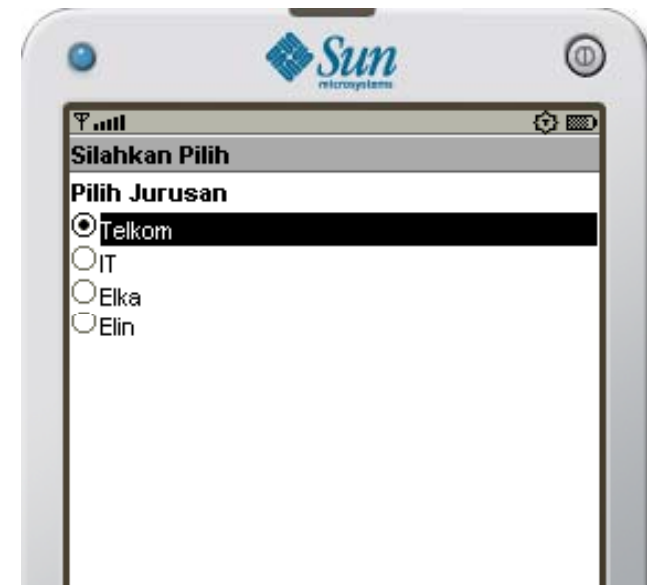 Sun
microsystems
Silahkan Pilih
Pilih Jurusan
Telkom
IT
Elka
Elin